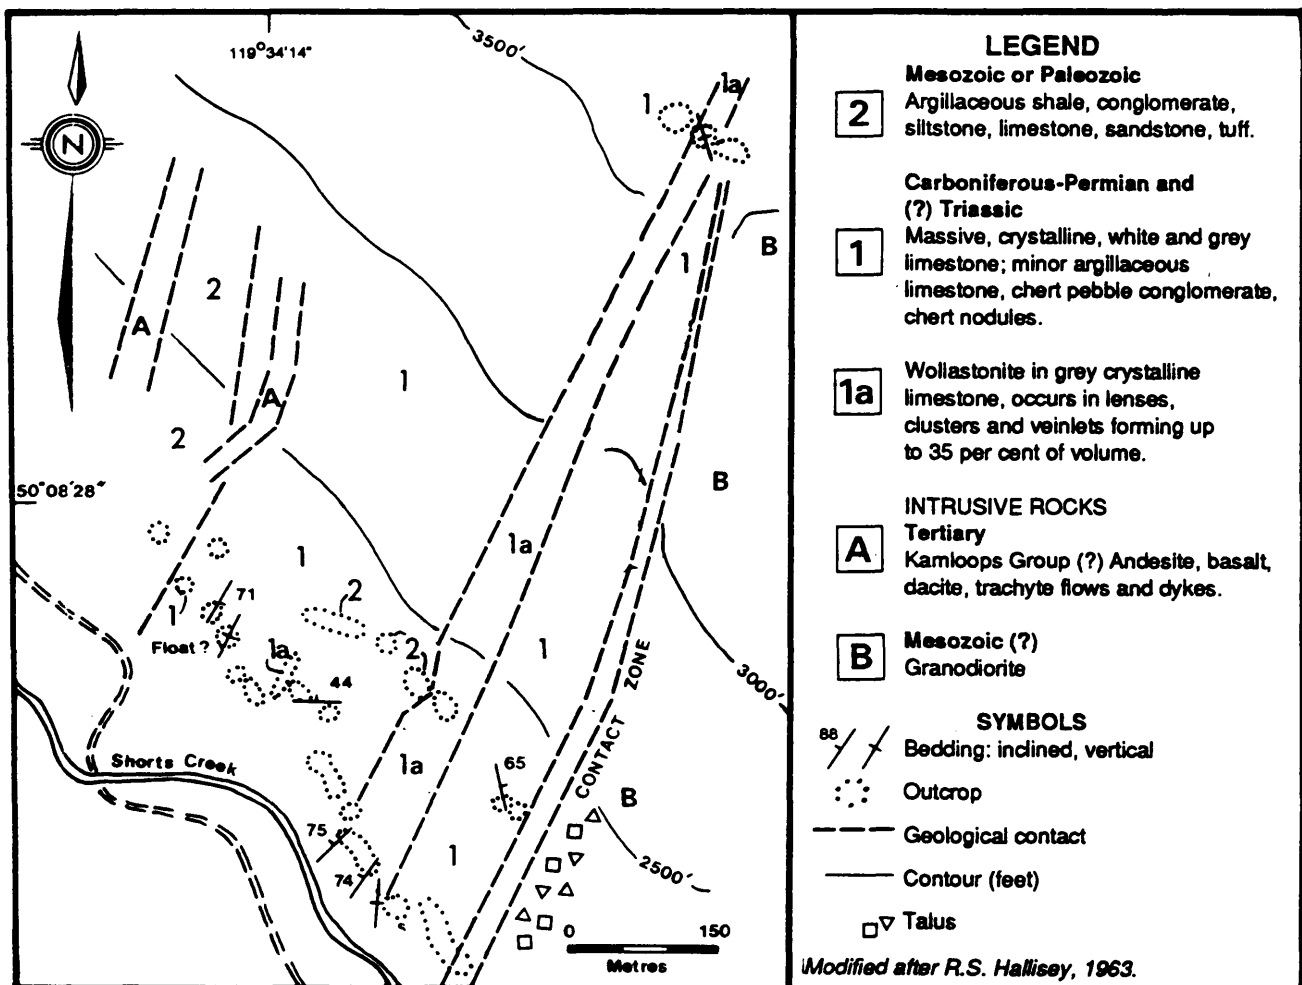 119°34'14"
3500'
1a
1
N
B
2
1
A
1
A
2
B
50°08'28"
1a
1
2
71
1
Float ?
1a
2
1
ZONE
44
3000'
Shorts Creek
1a
65
CONTACT
B
75
1
74
2500'
0 150
Metres
LEGEND
Mesozoic or Paleozoic
2
Argillaceous shale, conglomerate,
siltstone, limestone, sandstone, tuff.
Carboniferous-Permian and
(?) Triassic
1
Massive, crystalline, white and grey
limestone; minor argillaceous
limestone, chert pebble conglomerate,
chert nodules.
1a
Wollastonite in grey crystalline
limestone, occurs in lenses,
clusters and veinlets forming up
to 35 per cent of volume.
INTRUSIVE ROCKS
Tertiary
A
Kamloops Group (?) Andesite, basalt,
dacite, trachyte flows and dykes.
Mesozoic (?)
B
Granodiorite
SYMBOLS
88 Bedding: inclined, vertical
Outcrop
Geological contact
Contour (feet)
Talus
Modified after R.S. Hallisey, 1963.